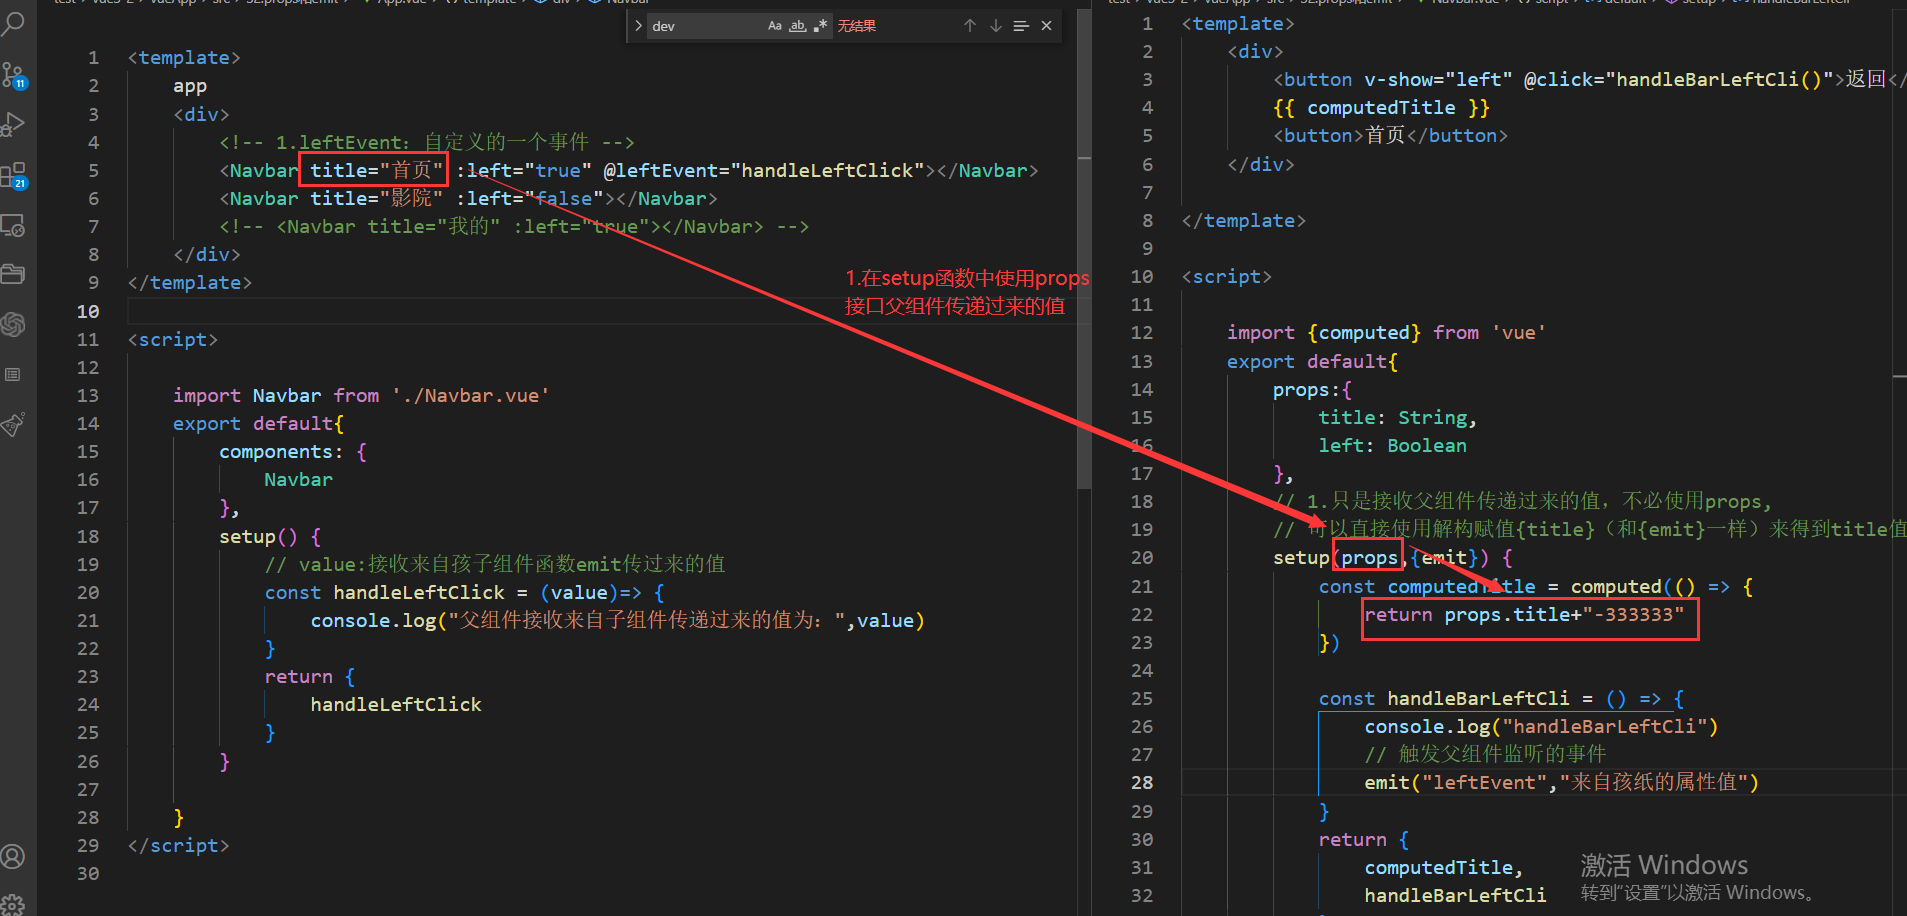 dev
Aa ab 无结果
1 <template>
2 app
3 <div>
4 <!-- 1.leftEvent：自定义的一个事件 -->
5 <Navbar title="首页" :left="true" @leftEvent="handleLeftClick"></Navbar>
6 <Navbar title="影院" :left="false"></Navbar>
7 <!-- <Navbar title="我的" :left="true"></Navbar> -->
8 </div>
9 </template>
10
11 <script>
12
13 import Navbar from './Navbar.vue'
14 export default{
15 components: {
16 Navbar
17 },
18 setup() {
19 // value:接收来自孩子组件函数emit传过来的值
20 const handleLeftClick = (value)=> {
21 console.log("父组件接收来自子组件传递过来的值为：",value)
22 }
23 return {
24 handleLeftClick
25 }
26 }
27
28 }
29 </script>
30
11
21
1.在setup函数中使用props
接口父组件传递过来的值
1 <template>
2 <div>
3 <button v-show="left" @click="handleBarLeftCli()">返回</
4 {{ computedTitle }}
5 <button>首页</button>
6 </div>
7
8 </template>
9
10 <script>
11
12 import {computed} from 'vue'
13 export default{
14 props:{
15 title: String,
16 left: Boolean
17 },
18 // 1.只是接收父组件传递过来的值，不必使用props,
19 // 可以直接使用解构赋值{title}（和{emit}一样）来得到title值
20 setup(props,{emit}) {
21 const computedTitle = computed(() => {
22 return props.title+"-333333"
23 })
24
25 const handleBarLeftCli = () => {
26 console.log("handleBarLeftCli")
27 // 触发父组件监听的事件
28 emit("leftEvent","来自孩纸的属性值")
29 }
30 return {
31 computedTitle,
32 handleBarLeftCli
激活 Windows
转到"设置"以激活 Windows。